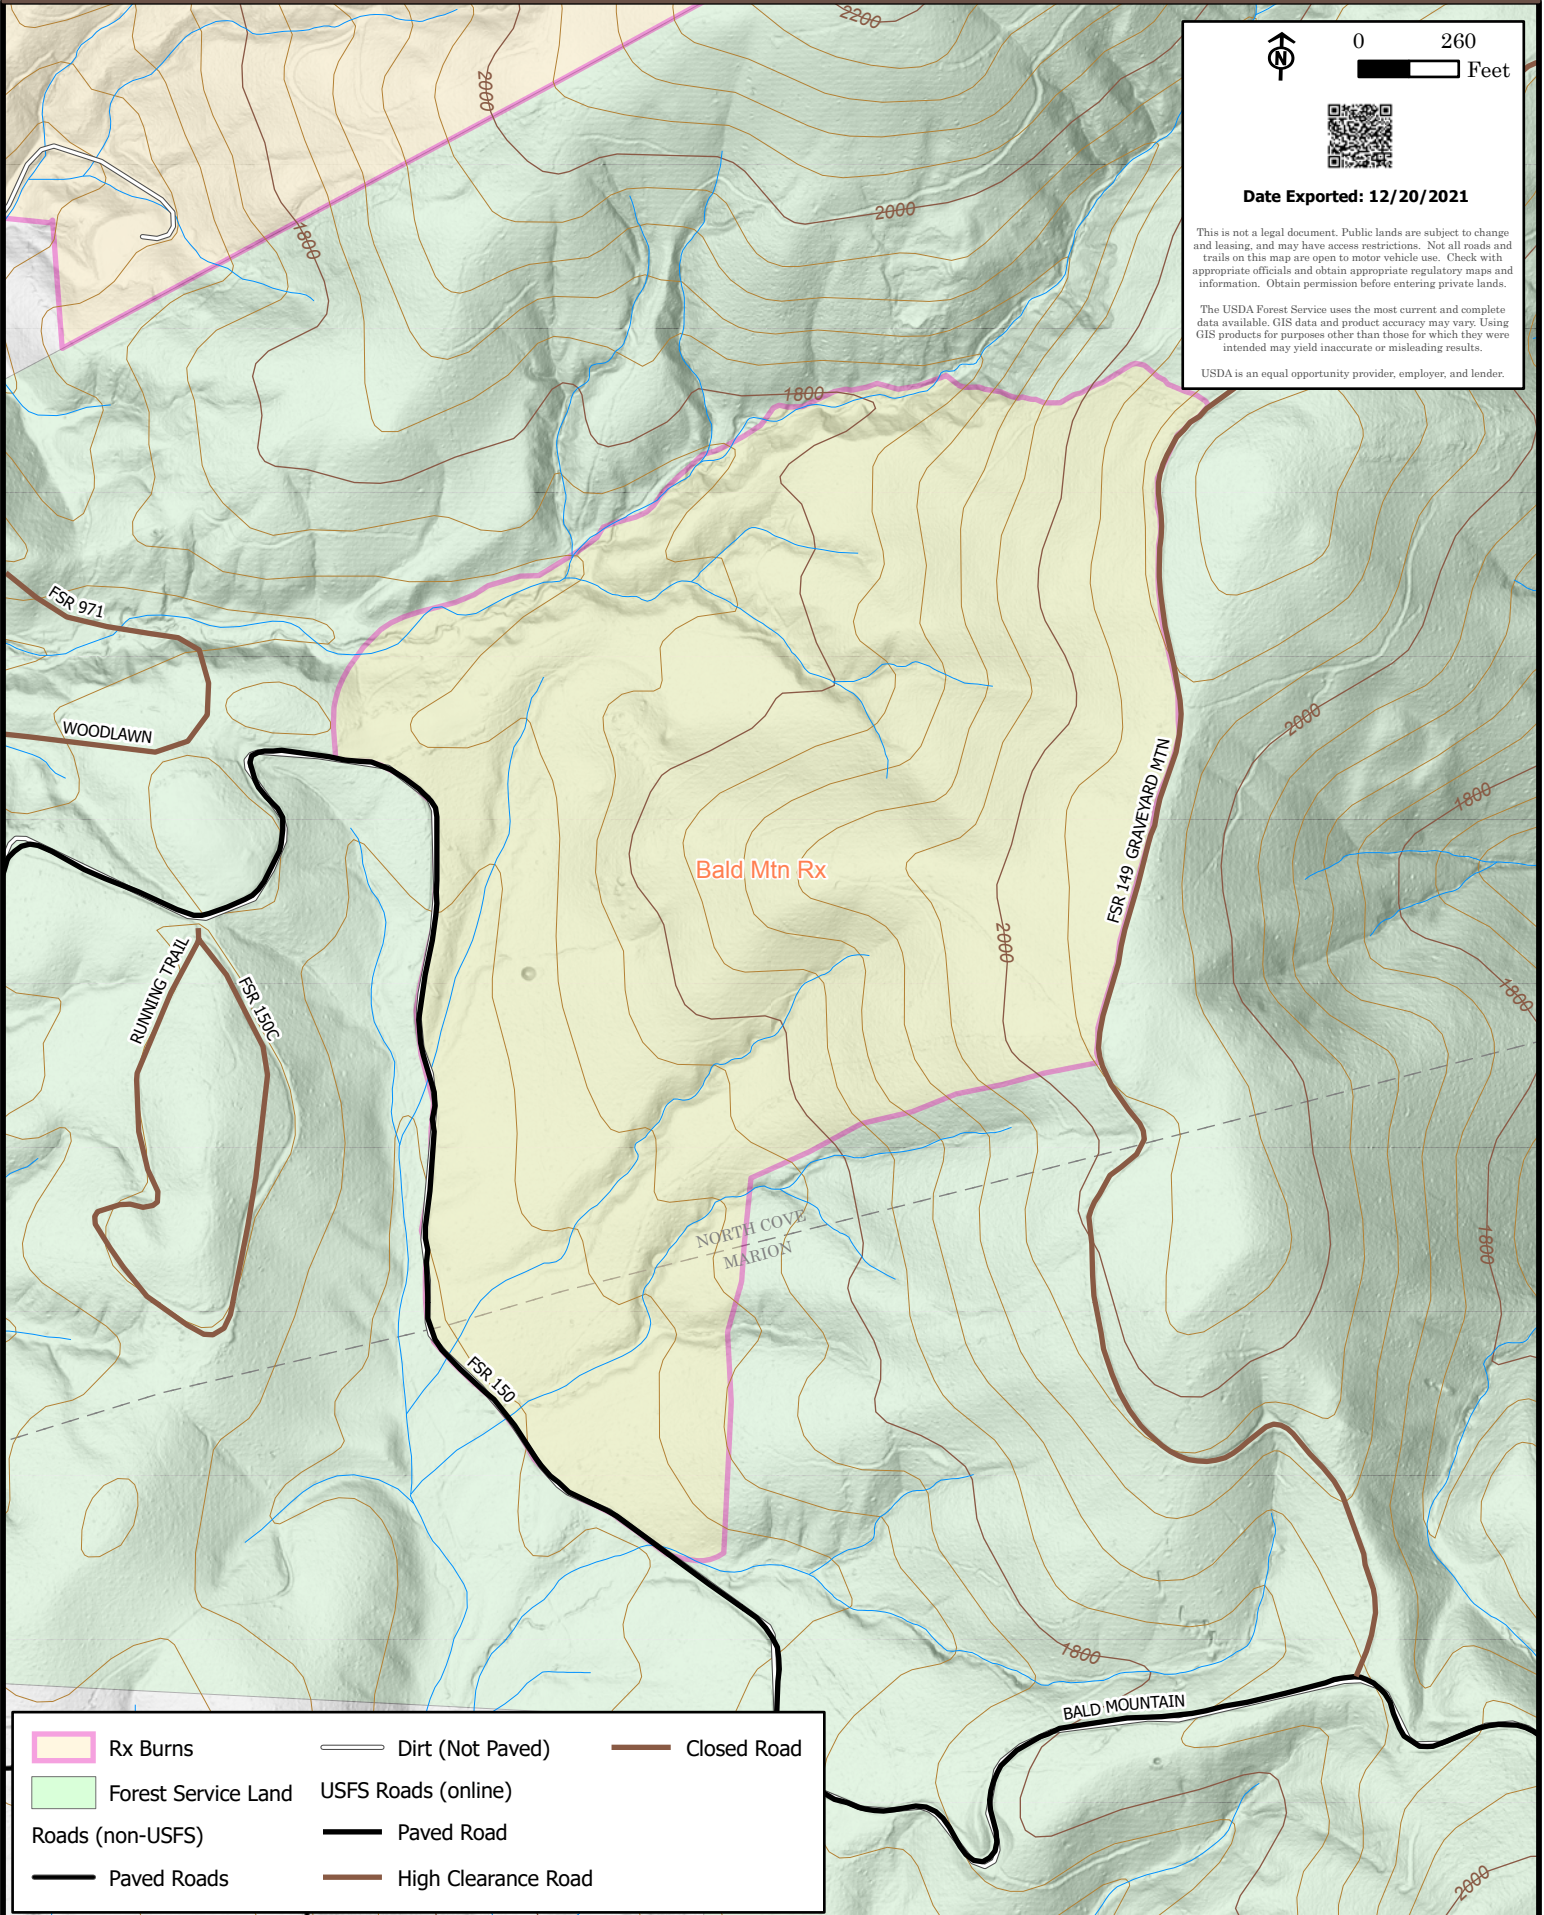 2200
0 260
Feet
N
Date Exported: 12/20/2021
This is not a legal document. Public lands are subject to change
and leasing, and may have access restrictions. Not all roads and
trails on this map are open to motor vehicle use. Check with
appropriate officials and obtain appropriate regulatory maps and
information. Obtain permission before entering private lands.
The USDA Forest Service uses the most current and complete
data available. GIS data and product accuracy may vary. Using
GIS products for purposes other than those for which they were
intended may yield inaccurate or misleading results.
USDA is an equal opportunity provider, employer, and lender.
2000
2000
1800
1800
FSR 971
WOODLAWN
2000
1800
FSR 149 GRAVEYARD MTN
Bald Mtn Rx
2000
RUNNING TRAIL
FSR 150C
1800
NORTH COVE
MARION
1800
FSR 150
1800
BALD MOUNTAIN
2000
Rx Burns
Forest Service Land
Roads (non-USFS)
Paved Roads
Dirt (Not Paved)
USFS Roads (online)
Paved Road
High Clearance Road
Closed Road